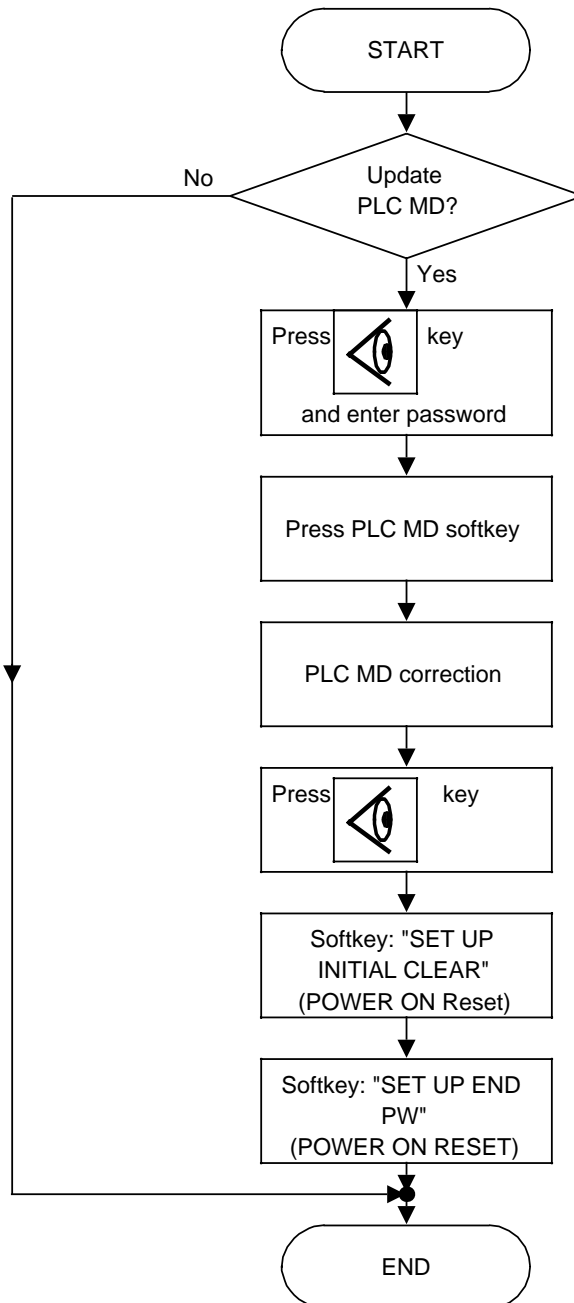 START
Update
PLC MD?
No
Yes
Press key
and enter password
Press PLC MD softkey
PLC MD correction
Press key
Softkey: "SET UP
INITIAL CLEAR"
(POWER ON Reset)
Softkey: "SET UP END
PW"
(POWER ON RESET)
END